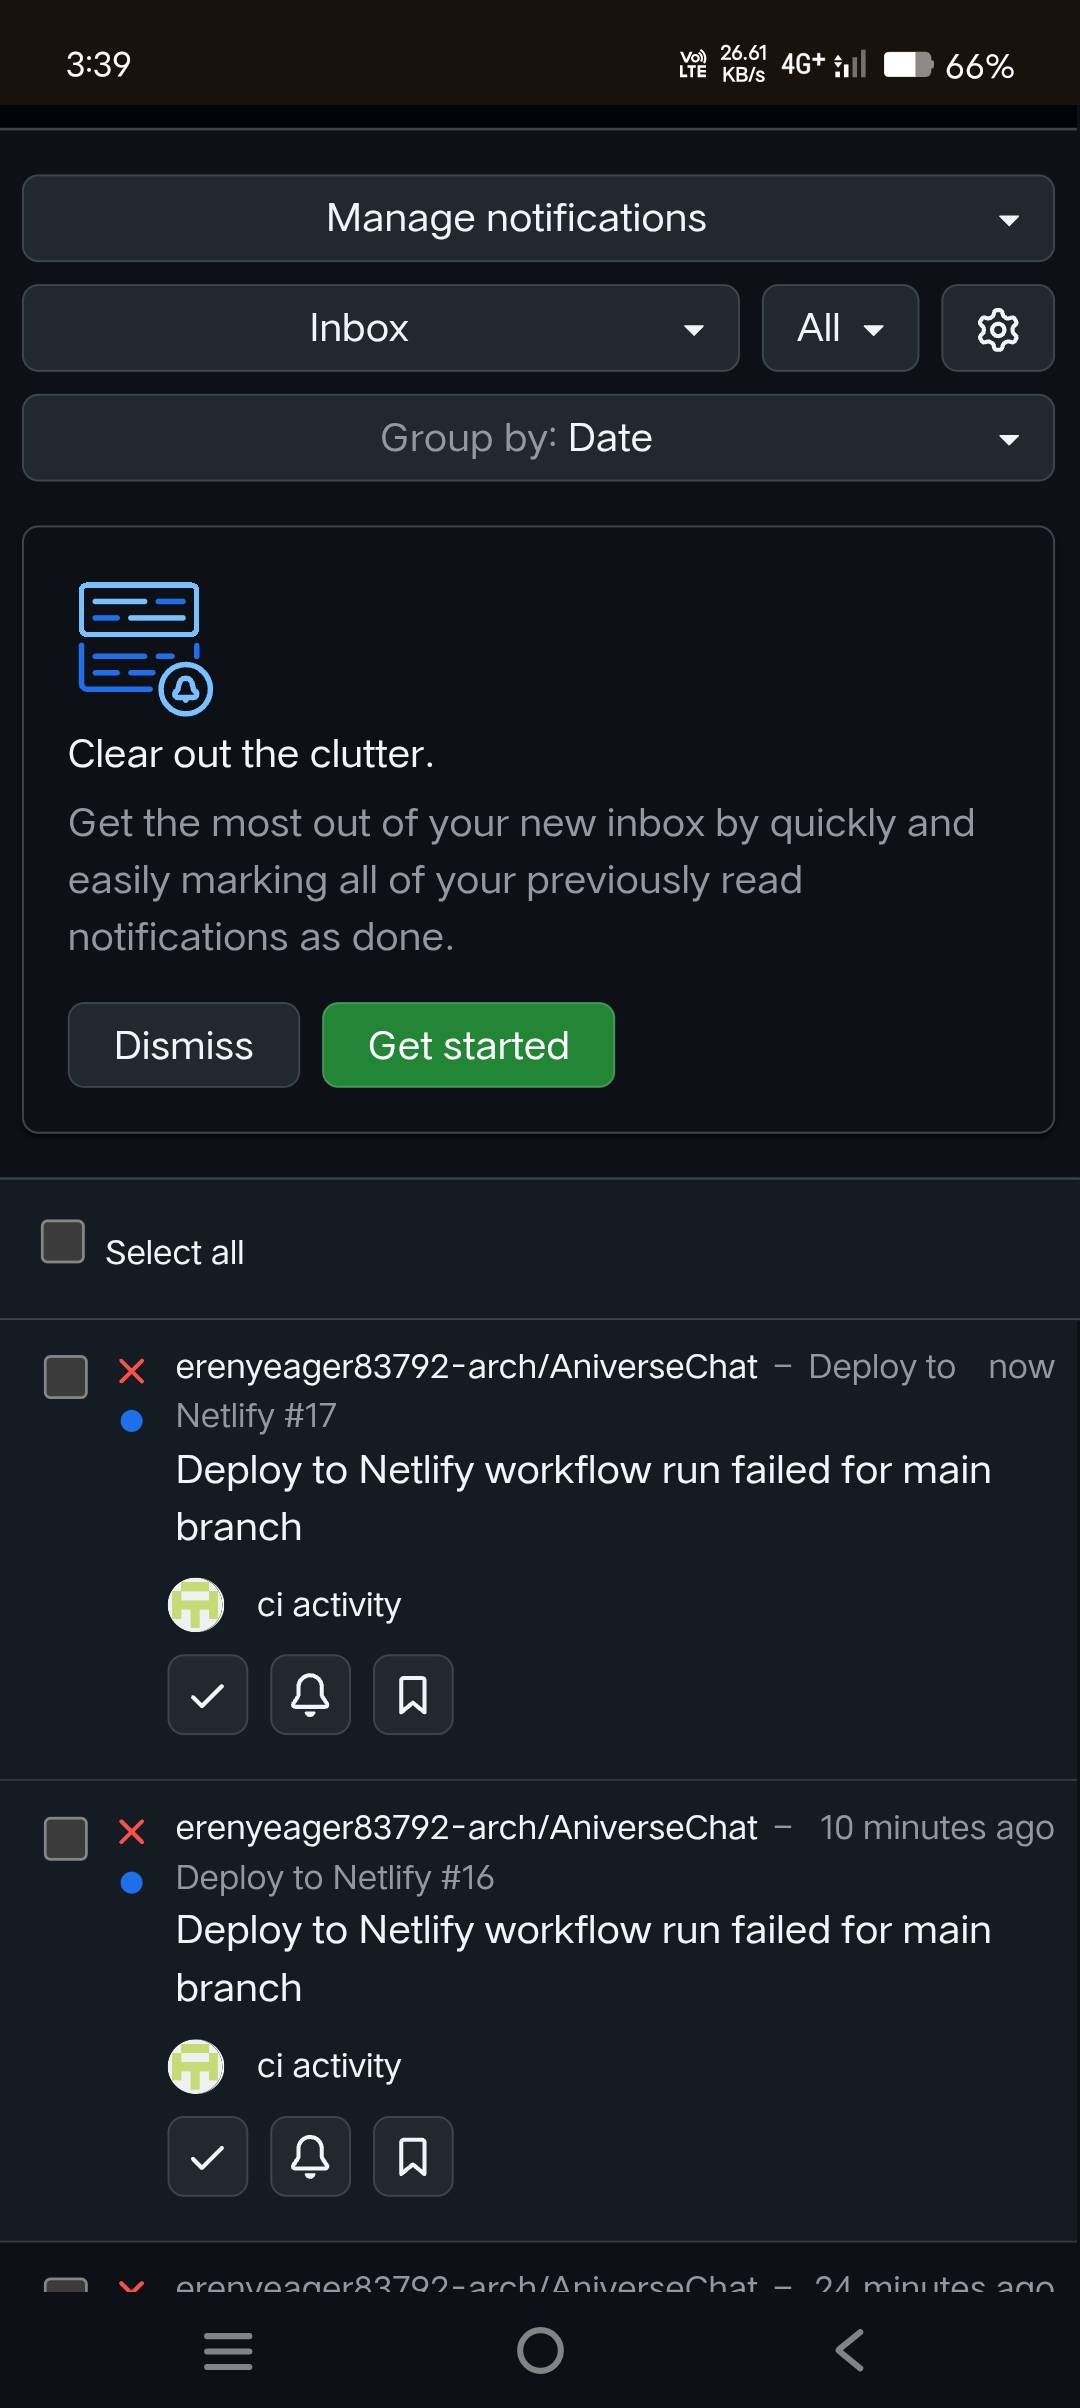 3:39
Vo)) LTE 26.61 KB/s 4G+ 66%
Manage notifications
Inbox
All
Group by: Date
Clear out the clutter.
Get the most out of your new inbox by quickly and
easily marking all of your previously read
notifications as done.
Dismiss
Get started
Select all
erenyeager83792-arch/AniverseChat – Deploy to now
Netlify #17
Deploy to Netlify workflow run failed for main
branch
ci activity
erenyeager83792-arch/AniverseChat – 10 minutes ago
Deploy to Netlify #16
Deploy to Netlify workflow run failed for main
branch
ci activity
erenyeager83792-arch/AniverseChat – 24 minutes ago